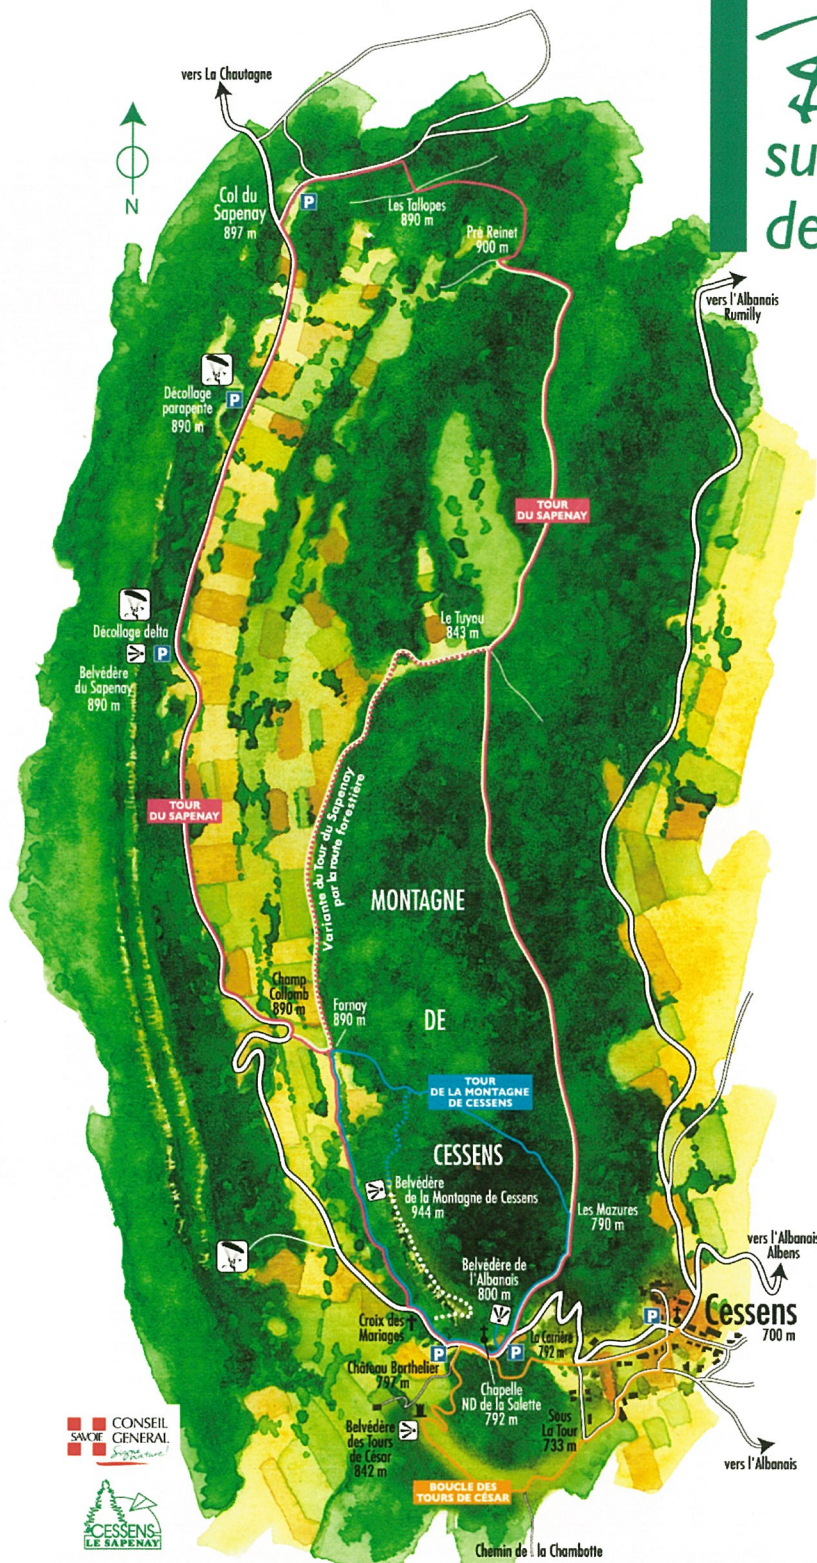 su
de
vers La Chautagne
N
Col du
Sapenay
897 m
P
Les Tallopes
890 m
Pré Reinet
900 m
vers l'Albanais
Rumilly
Décollage
parapente
890 m
P
TOUR
DU SAPENAY
Décollage delta
P
Belvédère
du Sapenay
890 m
Le Tuyau
843 m
TOUR
DU SAPENAY
Variante du Tour du Sapenay
par la route forestière
MONTAGNE
DE
CESSENS
Champ
Collomb
890 m
Fornay
890 m
TOUR
DE LA MONTAGNE
DE CESSENS
Belvédère
de la Montagne de Cessens
944 m
Les Mazures
790 m
vers l'Albanais
Albens
Belvédère de
l'Albanais
800 m
Cessens
700 m
P
Croix des
Mariages
P
P
La Carrière
792 m
Château Barthelier
797 m
Chapelle
ND de la Salette
792 m
Sous
La Tour
733 m
Belvédère
des Tours
de César
842 m
vers l'Albanais
BOUCLE DES
TOURS DE CÉSAR
Chemin de la Chambotte
SAVOIE
CONSEIL
GENERAL
Signe
nature!
CESSENS
LE SAPENAY